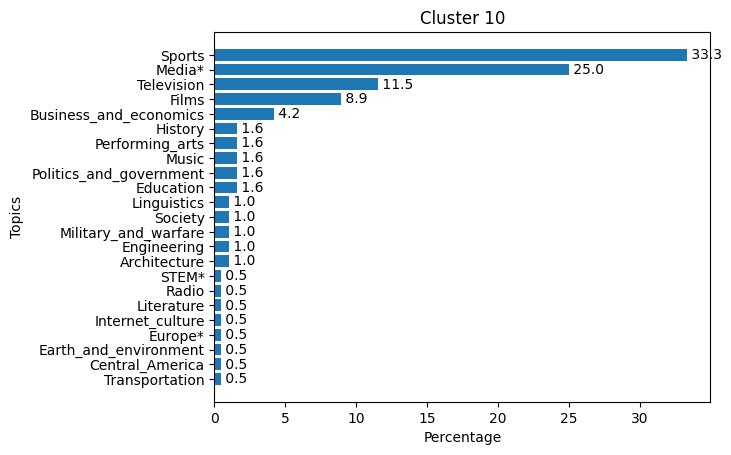 Cluster 10
Topics
Sports 33.3
Media* 25.0
Television 11.5
Films 8.9
Business_and_economics 4.2
History 1.6
Performing_arts 1.6
Music 1.6
Politics_and_government 1.6
Education 1.6
Linguistics 1.0
Society 1.0
Military_and_warfare 1.0
Engineering 1.0
Architecture 1.0
STEM* 0.5
Radio 0.5
Literature 0.5
Internet_culture 0.5
Europe* 0.5
Earth_and_environment 0.5
Central_America 0.5
Transportation 0.5
0 5 10 15 20 25 30
Percentage